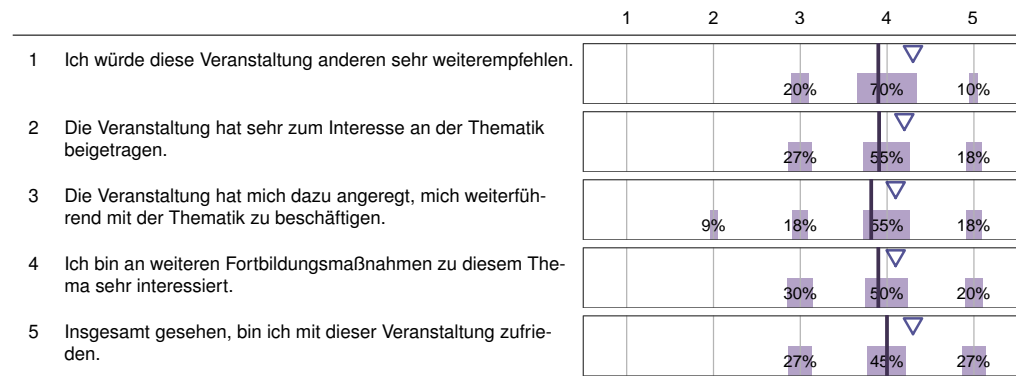 1 2 3 4 5
1 Ich würde diese Veranstaltung anderen sehr weiterempfehlen.
20% 70% 10%
2 Die Veranstaltung hat sehr zum Interesse an der Thematik
beigetragen.
27% 55% 18%
3 Die Veranstaltung hat mich dazu angeregt, mich weiterfüh-
rend mit der Thematik zu beschäftigen.
9% 18% 55% 18%
4 Ich bin an weiteren Fortbildungsmaßnahmen zu diesem The-
ma sehr interessiert.
30% 50% 20%
5 Insgesamt gesehen, bin ich mit dieser Veranstaltung zufrie-
den.
27% 45% 27%